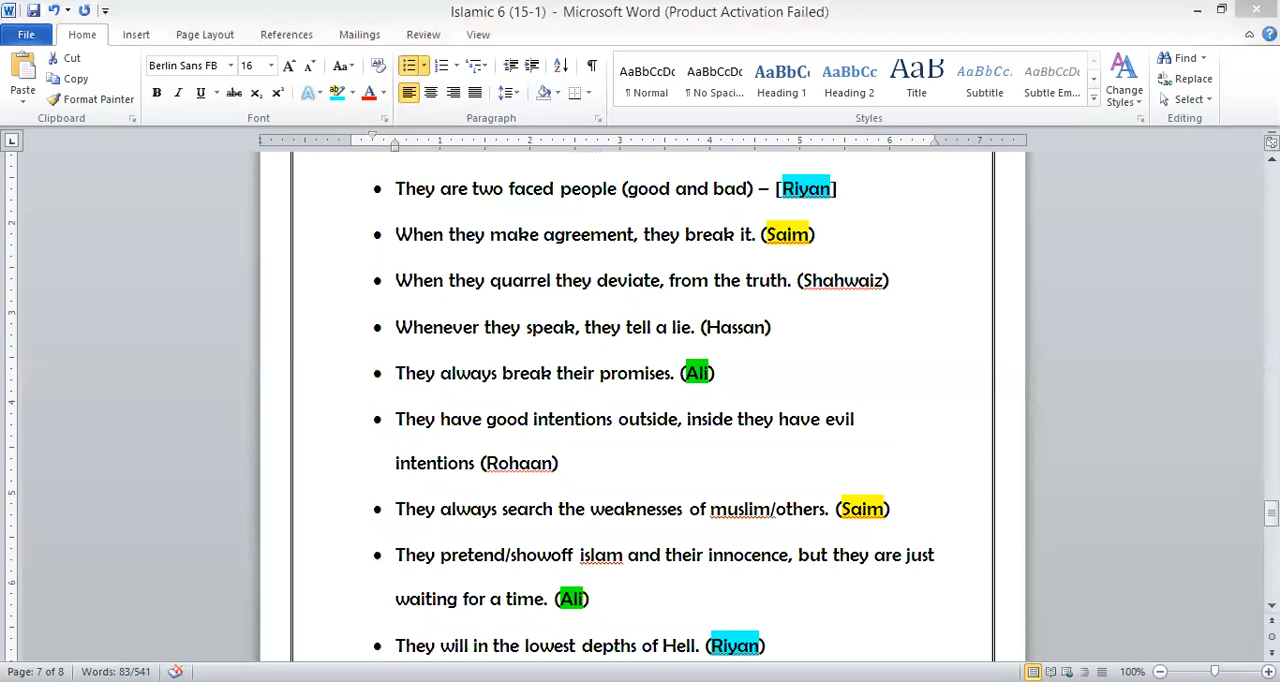 Islamic 6 (15-1) - Microsoft Word (Product Activation Failed)
File Home Insert Page Layout References Mailings Review View
Paste Cut Copy Format Painter
Berlin Sans FB 16
AaBbCcDc AaBbCcDc AaBbC AaBbCc AaB AaBbCc. AaBbCcDc
¶ Normal ¶ No Spaci... Heading 1 Heading 2 Title Subtitle Subtle Em...
Change Styles
Find Replace Select
Clipboard Font Paragraph Styles Editing
• They are two faced people (good and bad) – [Riyan]
• When they make agreement, they break it. (Saim)
• When they quarrel they deviate, from the truth. (Shahwaiz)
• Whenever they speak, they tell a lie. (Hassan)
• They always break their promises. (Ali)
• They have good intentions outside, inside they have evil
intentions (Rohaan)
• They always search the weaknesses of muslim/others. (Saim)
• They pretend/showoff islam and their innocence, but they are just
waiting for a time. (Ali)
• They will in the lowest depths of Hell. (Riyan)
Page: 7 of 8 Words: 83/541 100%